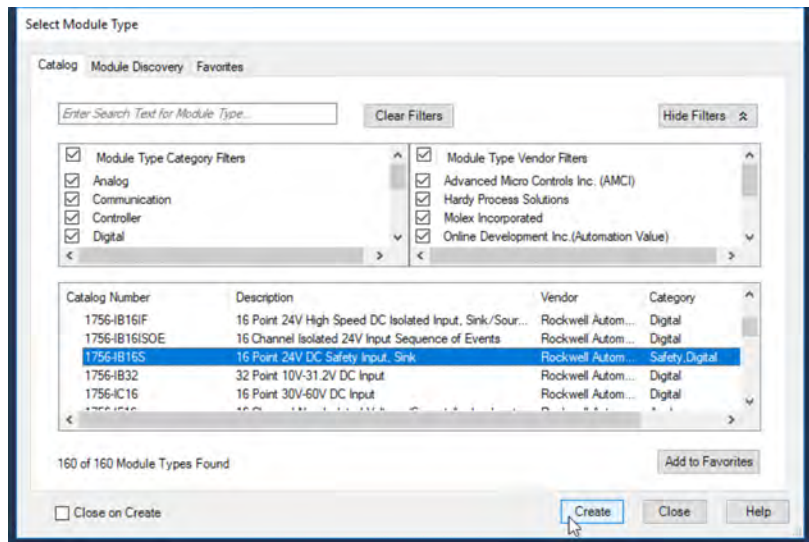 Select Module Type
Catalog Module Discovery Favorites
Enter Search Text for Module Type... Clear Filters Hide Filters
Module Type Category Filters
Analog
Communication
Controller
Digital
Module Type Vendor Filters
Advanced Micro Controls Inc. (AMCI)
Hardy Process Solutions
Molex Incorporated
Online Development Inc.(Automation Value)
Catalog Number Description Vendor Category
1756-IB16IF 16 Point 24V High Speed DC Isolated Input, Sink/Sour... Rockwell Autom... Digital
1756-IB16ISOE 16 Channel Isolated 24V Input Sequence of Events Rockwell Autom... Digital
1756-IB16S 16 Point 24V DC Safety Input, Sink Rockwell Autom... Safety,Digital
1756-IB32 32 Point 10V-31.2V DC Input Rockwell Autom... Digital
1756-IC16 16 Point 30V-60V DC Input Rockwell Autom... Digital
160 of 160 Module Types Found Add to Favorites
Close on Create Create Close Help